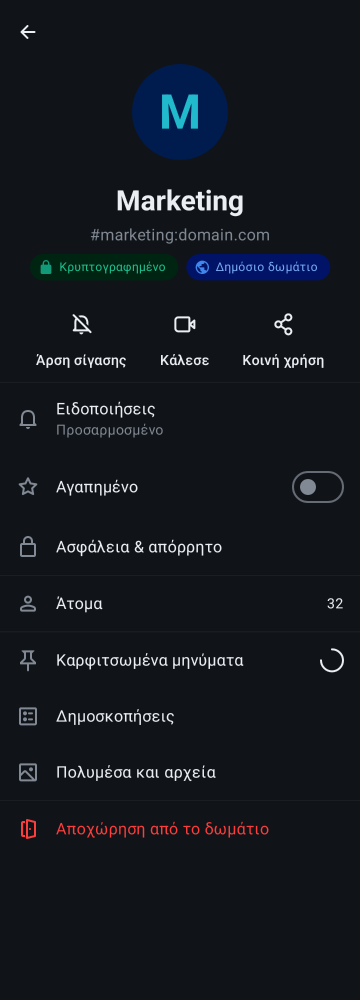 M
Marketing
#marketing:domain.com
Κρυπτογραφημένο
Δημόσιο δωμάτιο
Άρση σίγασης
Κάλεσε
Κοινή χρήση
Ειδοποιήσεις
Προσαρμοσμένο
Αγαπημένο
Ασφάλεια & απόρρητο
Άτομα
32
Καρφιτσωμένα μηνύματα
Δημοσκοπήσεις
Πολυμέσα και αρχεία
Αποχώρηση από το δωμάτιο